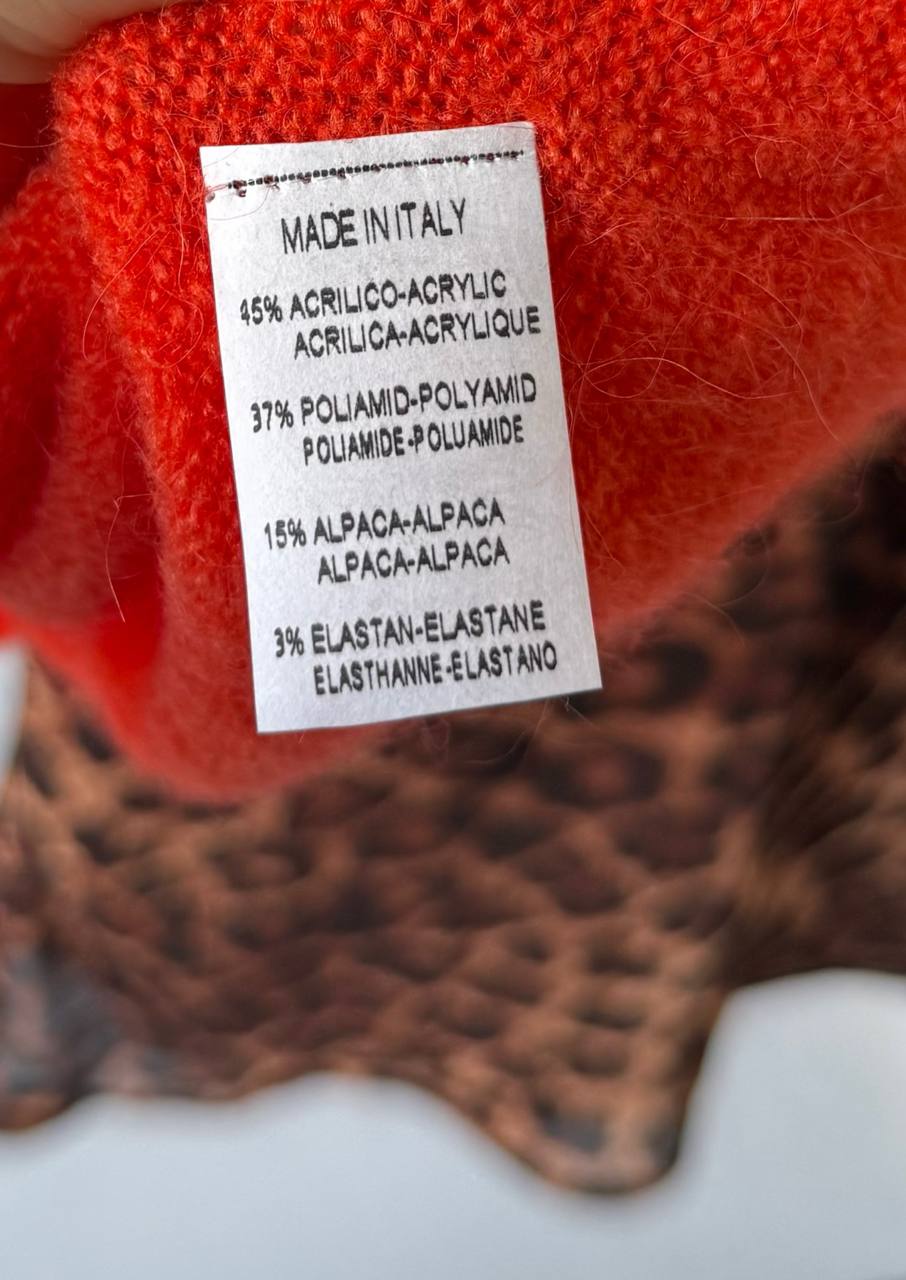 MADE IN ITALY
45% ACRILICO-ACRYLIC
ACRILICA-ACRYLIQUE
37% POLIAMID-POLYAMID
POLIAMIDE-POLUAMIDE
15% ALPACA-ALPACA
ALPACA-ALPACA
3% ELASTAN-ELASTANE
ELASTHANNE-ELASTANO